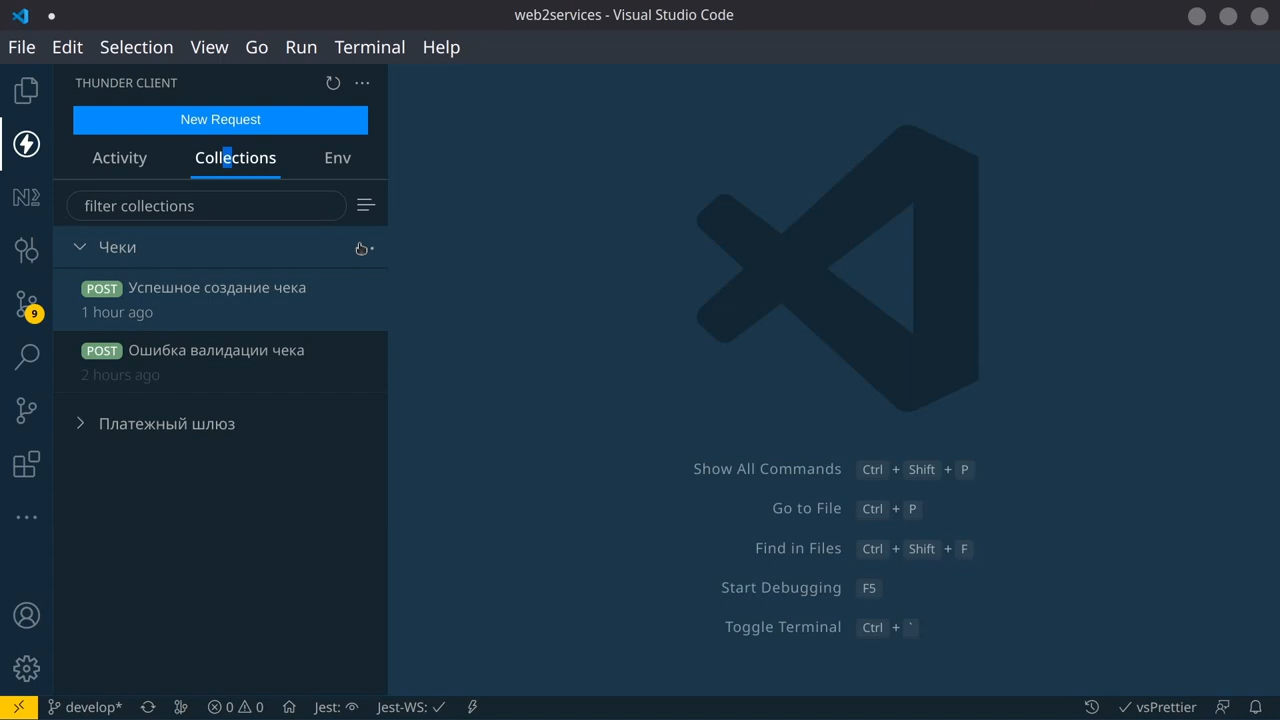 web2services - Visual Studio Code
File Edit Selection View Go Run Terminal Help
THUNDER CLIENT
New Request
Activity Collections Env
filter collections
Чеки
POST Успешное создание чека
1 hour ago
POST Ошибка валидации чека
2 hours ago
Платежный шлюз
9
Show All Commands Ctrl + Shift + P
Go to File Ctrl + P
Find in Files Ctrl + Shift + F
Start Debugging F5
Toggle Terminal Ctrl + `
develop* 0 0 Jest: Jest-WS: vsPrettier